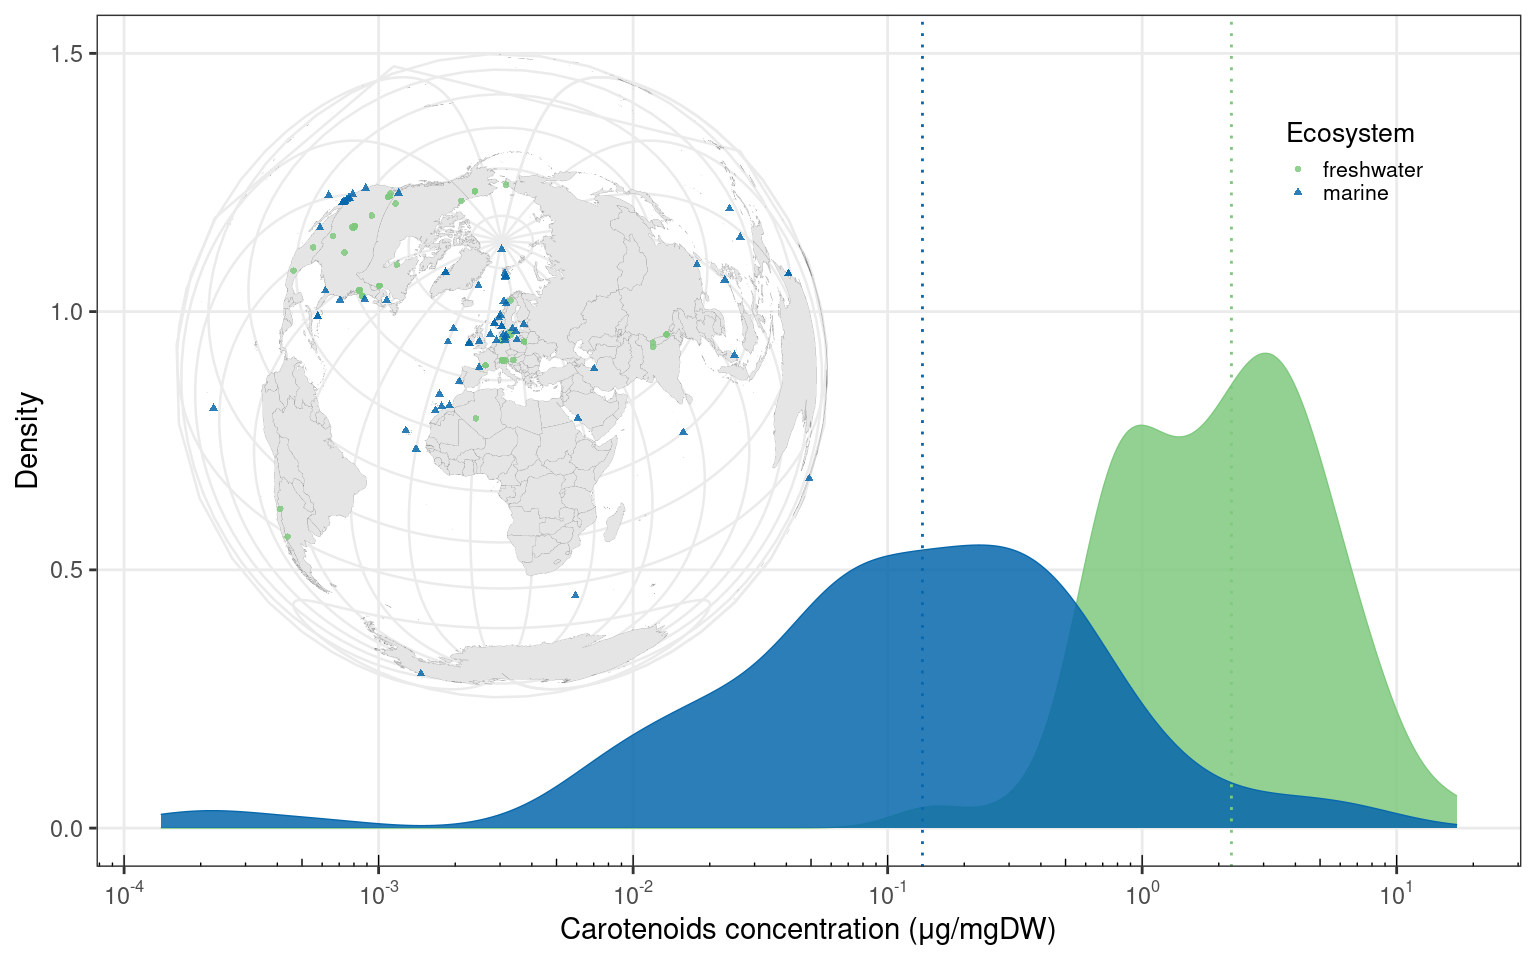 1.5
1.0
0.5
0.0
Density
Ecosystem
freshwater
marine
10-4
10-3
10-2
10-1
100
101
Carotenoids concentration (μg/mgDW)